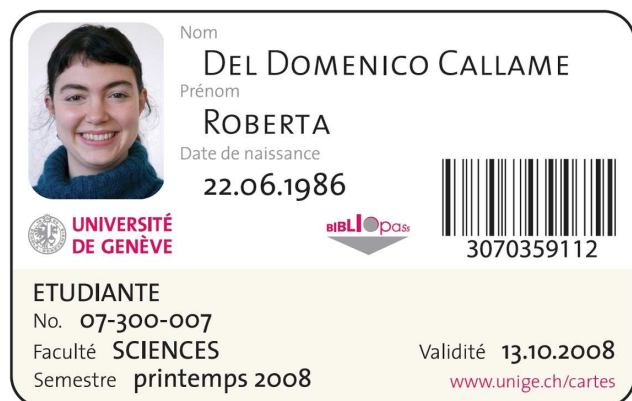 Nom
DEL DOMENICO CALLAME
Prénom
ROBERTA
Date de naissance
22.06.1986
UNIVERSITÉ
DE GENÈVE
BIBLIOpass
3070359112
ETUDIANTE
No. 07-300-007
Faculté SCIENCES
Validité 13.10.2008
Semestre printemps 2008
www.unige.ch/cartes